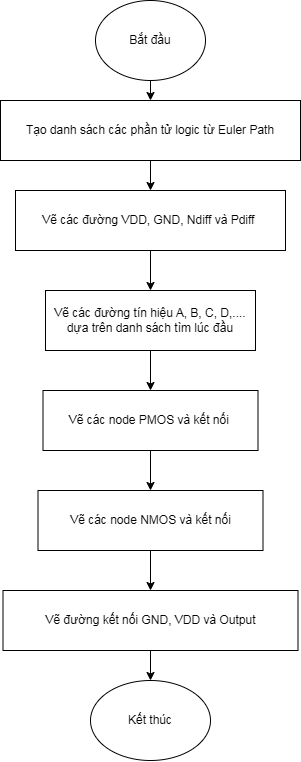 Bắt đầu
Tạo danh sách các phần tử logic từ Euler Path
Vẽ các đường VDD, GND, Ndiff và Pdiff
Vẽ các đường tín hiệu A, B, C, D,....
dựa trên danh sách tìm lúc đầu
Vẽ các node PMOS và kết nối
Vẽ các node NMOS và kết nối
Vẽ đường kết nối GND, VDD và Output
Kết thúc